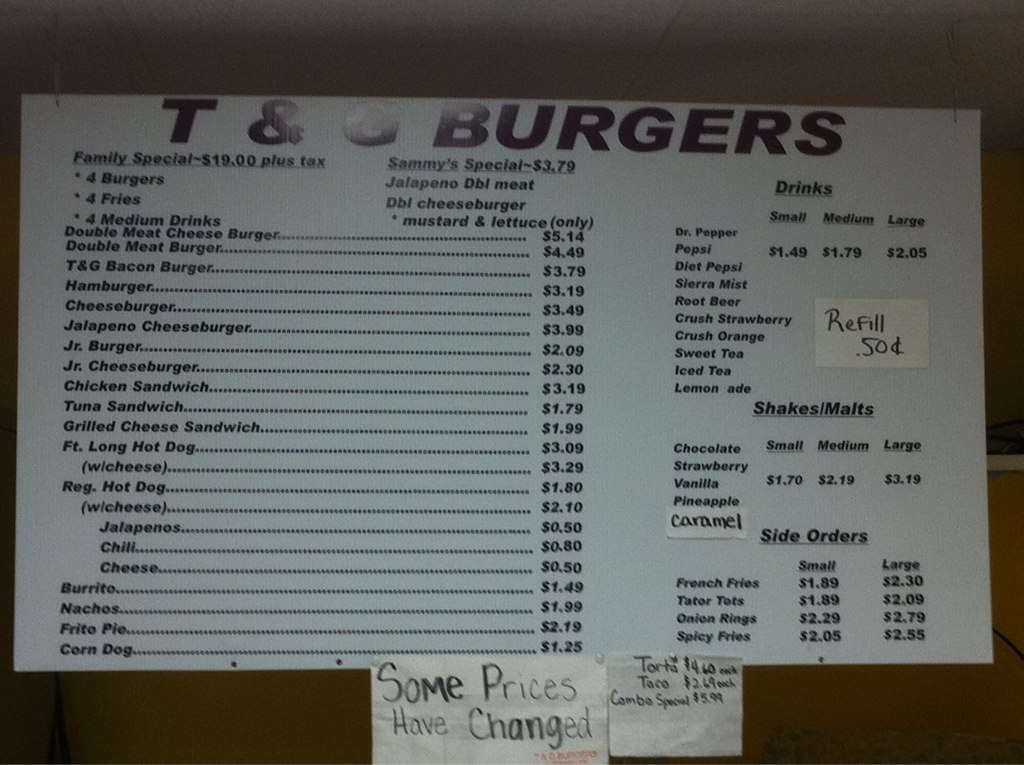 T & G BURGERS
Family Special~$19.00 plus tax
* 4 Burgers
* 4 Fries
* 4 Medium Drinks
Sammy's Special~$3.79
Jalapeno Dbl meat
Dbl cheeseburger
* mustard & lettuce (only)
Double Meat Cheese Burger $5.14
Double Meat Burger $4.49
T&G Bacon Burger $3.79
Hamburger $3.19
Cheeseburger $3.49
Jalapeno Cheeseburger $3.99
Jr. Burger $2.09
Jr. Cheeseburger $2.30
Chicken Sandwich $3.19
Tuna Sandwich $1.79
Grilled Cheese Sandwich $1.99
Ft. Long Hot Dog $3.09
(w/cheese) $3.29
Reg. Hot Dog $1.80
(w/cheese) $2.10
Jalapenos $0.50
Chili $0.80
Cheese $0.50
Burrito $1.49
Nachos $1.99
Frito Pie $2.19
Corn Dog $1.25
Drinks
Small Medium Large
Dr. Pepper
Pepsi $1.49 $1.79 $2.05
Diet Pepsi
Sierra Mist
Root Beer
Crush Strawberry
Crush Orange
Sweet Tea
Iced Tea
Lemon ade
Refill
.50¢
Shakes/Malts
Chocolate Small Medium Large
Strawberry
Vanilla $1.70 $2.19 $3.19
Pineapple
Caramel
Side Orders
Small Large
French Fries $1.89 $2.30
Tator Tots $1.89 $2.09
Onion Rings $2.29 $2.79
Spicy Fries $2.05 $2.55
Some Prices
Have Changed
T & G BURGERS
Torta $4.60 each
Taco $2.69 each
Combo Special $5.99